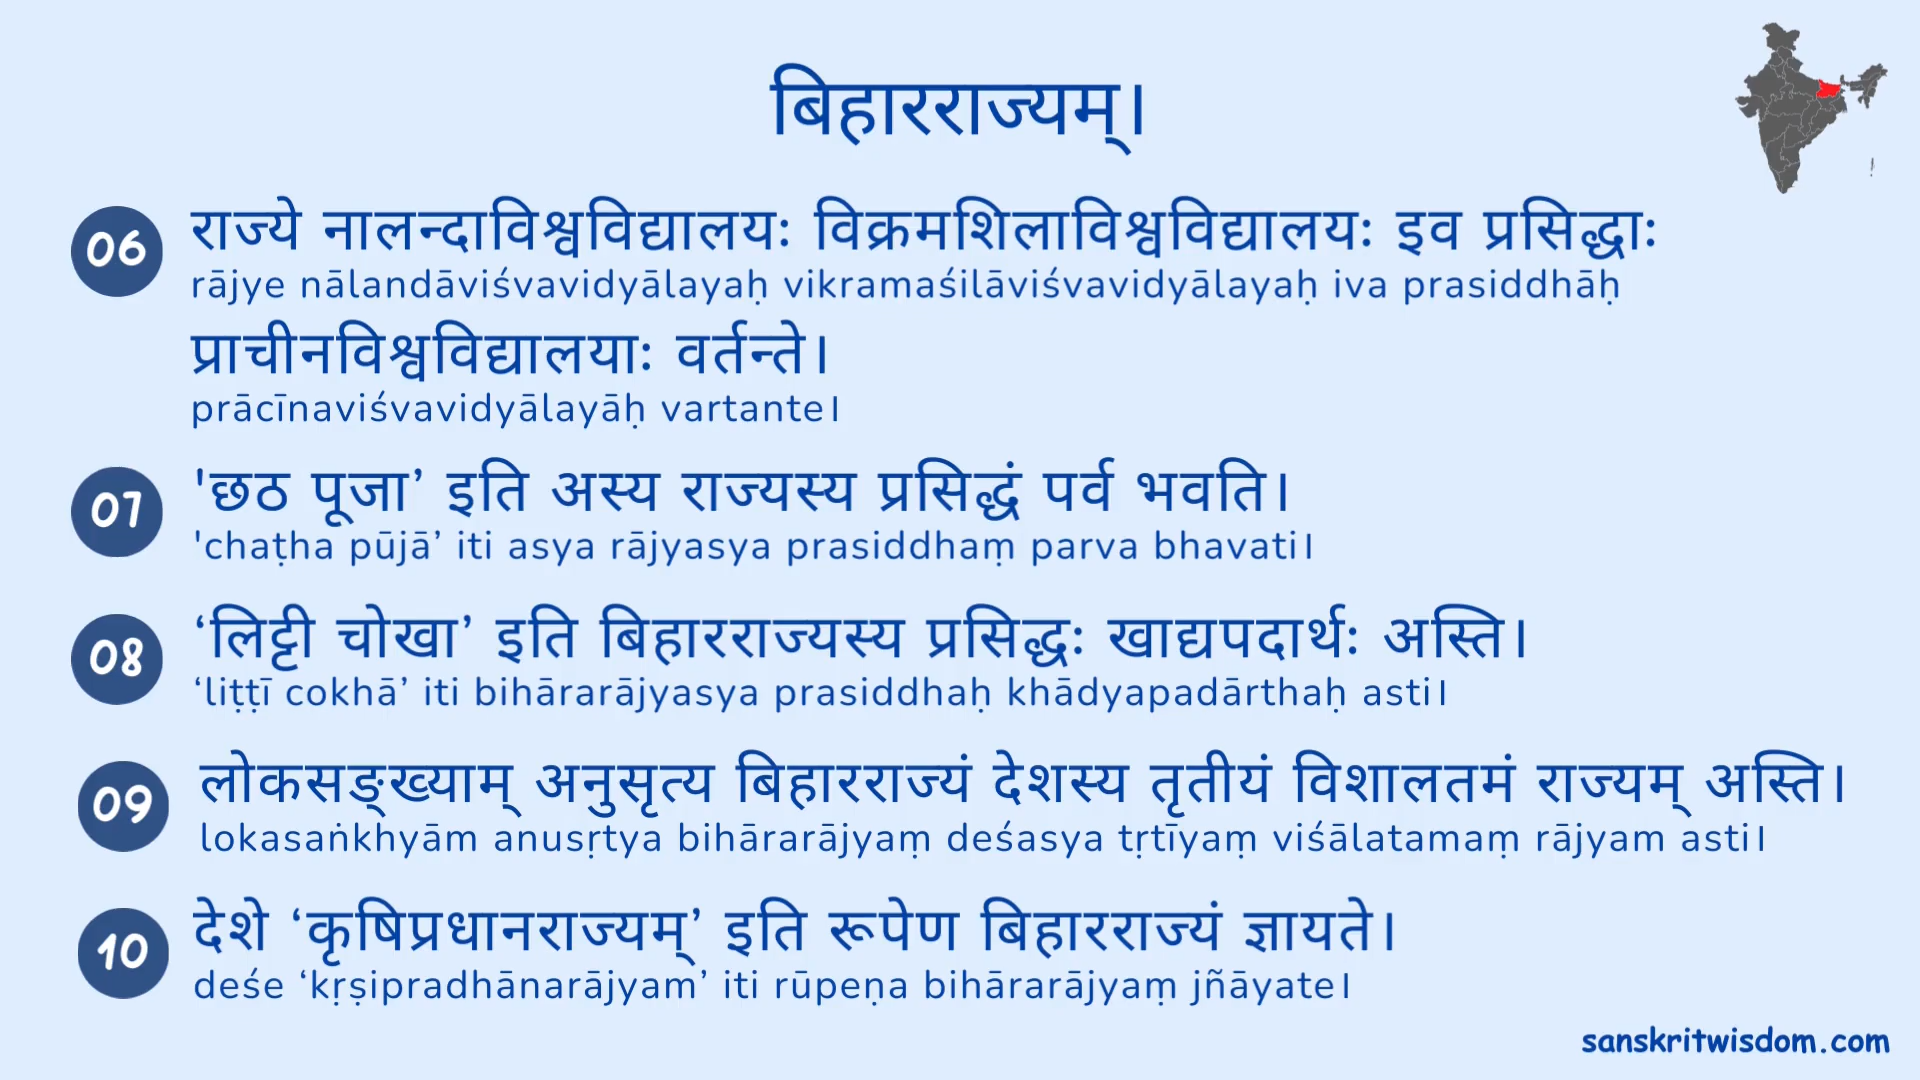 बिहारराज्यम्।
06
राज्ये नालन्दाविश्वविद्यालयः विक्रमशिलाविश्वविद्यालयः इव प्रसिद्धाः
rājye nālandāviśvavidyālayaḥ vikramaśilāviśvavidyālayaḥ iva prasiddhāḥ
प्राचीनविश्वविद्यालयाः वर्तन्ते।
prācīnaviśvavidyālayāḥ vartante।
07
'छठ पूजा’ इति अस्य राज्यस्य प्रसिद्धं पर्व भवति।
'chaṭha pūjā’ iti asya rājyasya prasiddhaṃ parva bhavati।
08
‘लिट्टी चोखा’ इति बिहारराज्यस्य प्रसिद्धः खाद्यपदार्थः अस्ति।
‘liṭṭī cokhā’ iti bihārarājyasya prasiddhaḥ khādyapadārthaḥ asti।
09
लोकसङ्ख्याम् अनुसृत्य बिहारराज्यं देशस्य तृतीयं विशालतमं राज्यम् अस्ति।
lokasaṅkhyām anusṛtya bihārarājyaṃ deśasya tṛtīyaṃ viśālatamaṃ rājyam asti।
10
देशे ‘कृषिप्रधानराज्यम्’ इति रूपेण बिहारराज्यं ज्ञायते।
deśe ‘kṛṣipradhānarājyam’ iti rūpeṇa bihārarājyaṃ jñāyate।
sanskritwisdom.com